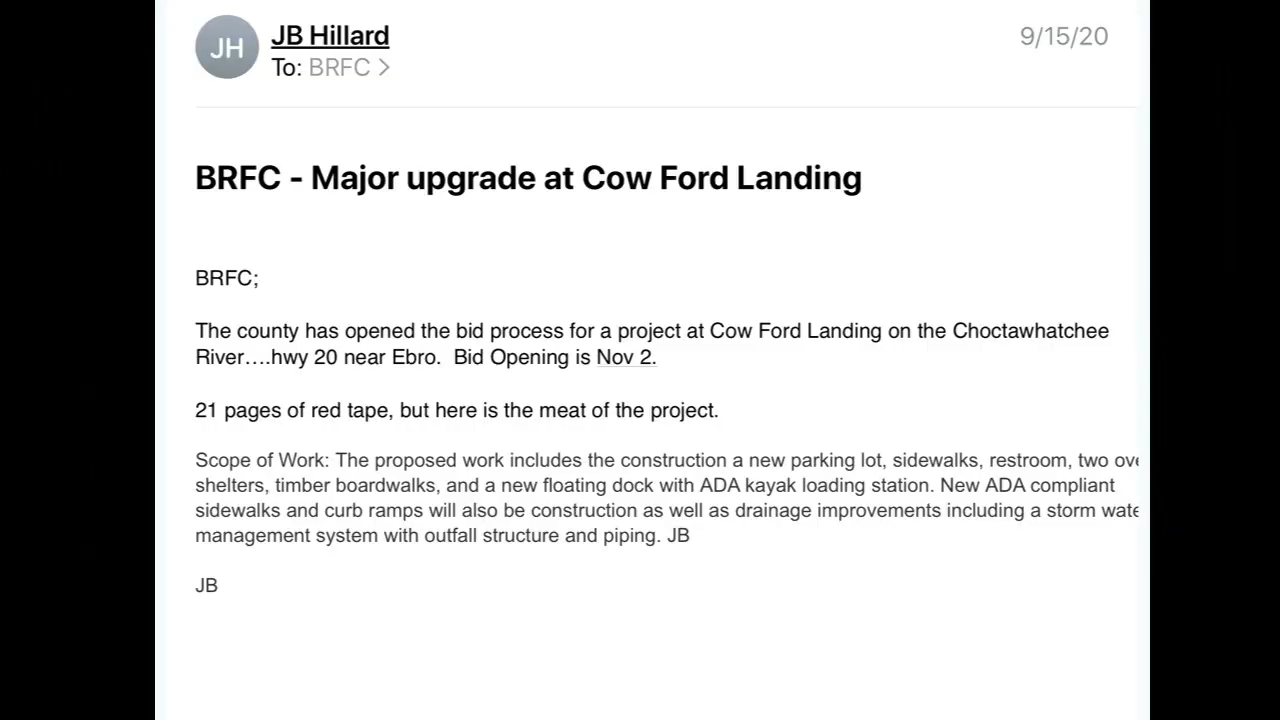 JH
JB Hillard
9/15/20
To: BRFC >
BRFC - Major upgrade at Cow Ford Landing
BRFC;
The county has opened the bid process for a project at Cow Ford Landing on the Choctawhatchee
River….hwy 20 near Ebro.  Bid Opening is Nov 2.
21 pages of red tape, but here is the meat of the project.
Scope of Work: The proposed work includes the construction a new parking lot, sidewalks, restroom, two
shelters, timber boardwalks, and a new floating dock with ADA kayak loading station. New ADA compliant
sidewalks and curb ramps will also be construction as well as drainage improvements including a storm
management system with outfall structure and piping. JB
JB